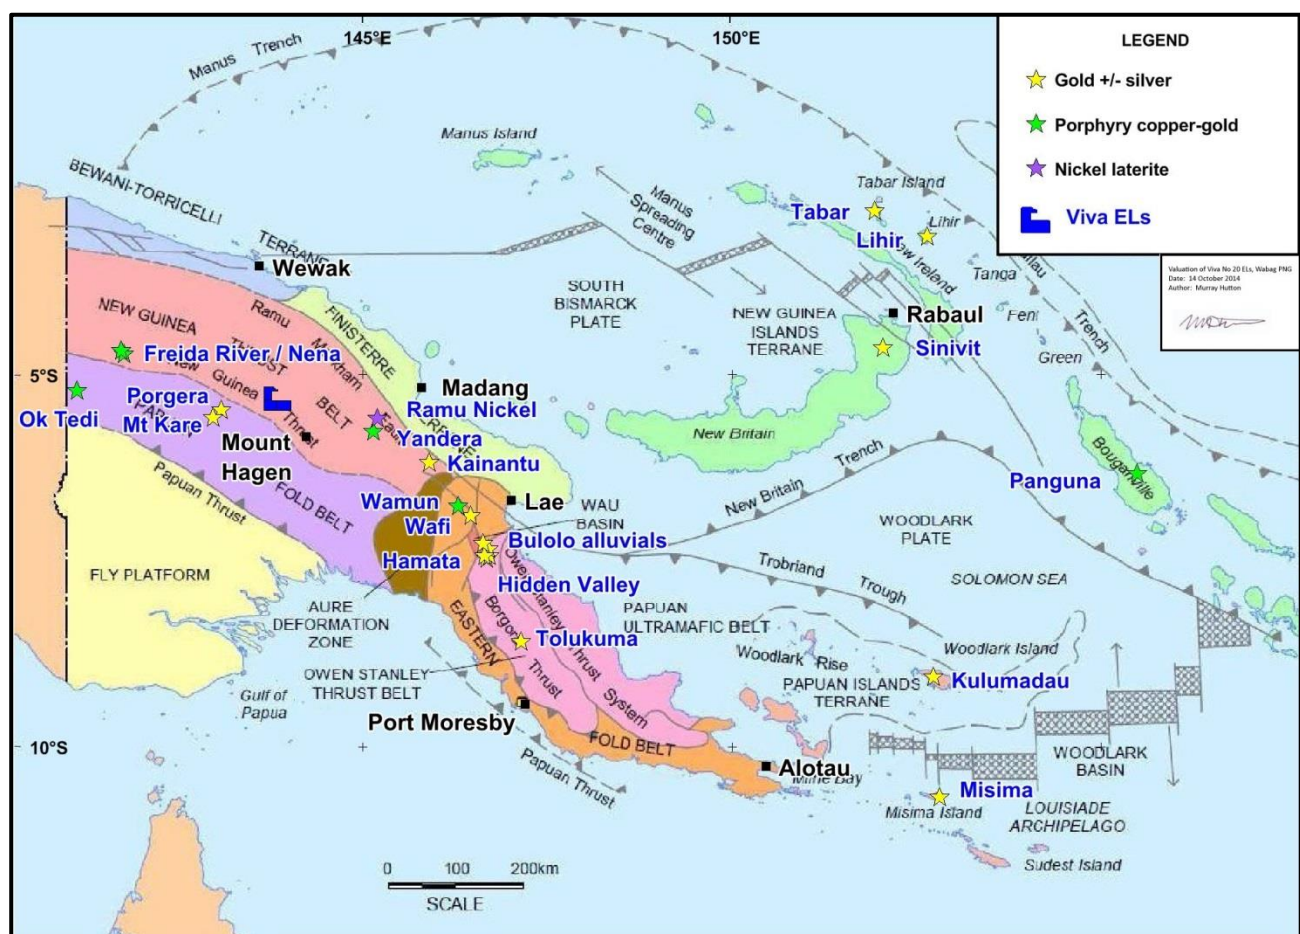 145°E
150°E
LEGEND
Gold +/- silver
Porphyry copper-gold
Nickel laterite
Viva ELs
Valuation of Viva No 20 ELs, Wabag PNG
Date: 14 October 2014
Author: Murray Hutton
Manus Trench
Manus Island
BEWANI-TORRICELLI
TERRANE
Wewak
Manus
Spreading
Centre
Tabar Island
Tabar
Lihir
Lihir
New Ireland
Tanga
Feni
Green
Trench
SOUTH
BISMARCK
PLATE
NEW GUINEA
ISLANDS
TERRANE
Rabaul
Sinivit
NEW GUINEA
THRUST
BELT
Ramu
Markham
FINISTERRE
Freida River / Nena
New Guinea
Thrust
5°S
Madang
Ramu Nickel
Ok Tedi
Porgera
Mt Kare
PAPUAN
FOLD BELT
Mount
Hagen
Yandera
Kainantu
New Britain
New Britain
Trench
Bougainville
Panguna
Papuan Thrust
Wamun
Wafi
Lae
WAU
BASIN
Bulolo alluvials
Hamata
Hidden Valley
WOODLARK
PLATE
Trobriand
Trough
SOLOMON SEA
FLY PLATFORM
AURE
DEFORMATION
ZONE
EASTERN
FOLD BELT
Owen Stanley Thrust
System
Thrust
PAPUAN
ULTRAMAFIC BELT
Tolukuma
OWEN STANLEY
THRUST BELT
Woodlark Rise
Woodlark Island
PAPUAN ISLANDS
TERRANE
Kulumadau
Gulf of
Papua
Port Moresby
10°S
Papuan Thrust
Alotau
Milne Bay
WOODLARK
BASIN
Misima
Misima Island
LOUISIADE
ARCHIPELAGO
Sudest Island
0 100 200km
SCALE